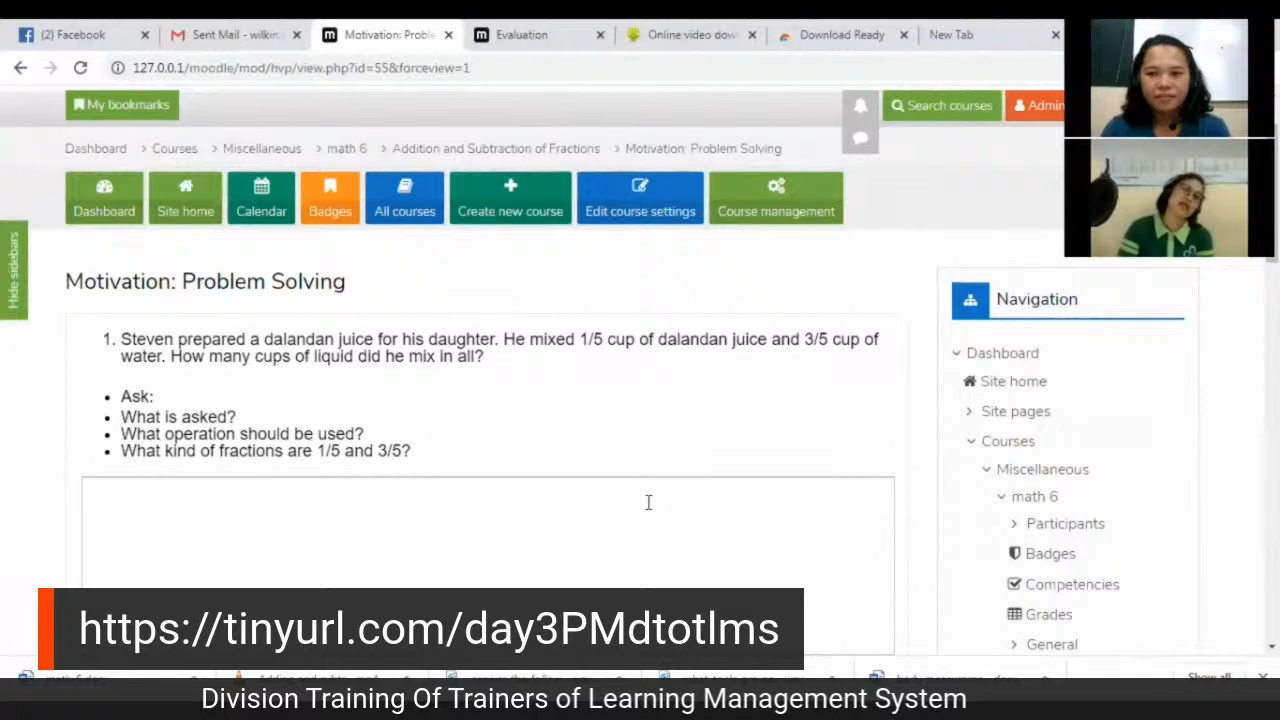 (2) Facebook
Sent Mail - wilkin
Motivation: Proble
Evaluation
Online video dow
Download Ready
New Tab
127.0.0.1/moodle/mod/hvp/view.php?id=55&forceview=1
My bookmarks
Search courses
Admin
Dashboard > Courses > Miscellaneous > math 6 > Addition and Subtraction of Fractions > Motivation: Problem Solving
Dashboard
Site home
Calendar
Badges
All courses
Create new course
Edit course settings
Course management
Hide sidebars
Motivation: Problem Solving
1. Steven prepared a dalandan juice for his daughter. He mixed 1/5 cup of dalandan juice and 3/5 cup of
water. How many cups of liquid did he mix in all?
• Ask:
• What is asked?
• What operation should be used?
• What kind of fractions are 1/5 and 3/5?
Navigation
Dashboard
Site home
Site pages
Courses
Miscellaneous
math 6
Participants
Badges
Competencies
Grades
General
https://tinyurl.com/day3PMdtotlms
Show all
Division Training Of Trainers of Learning Management System